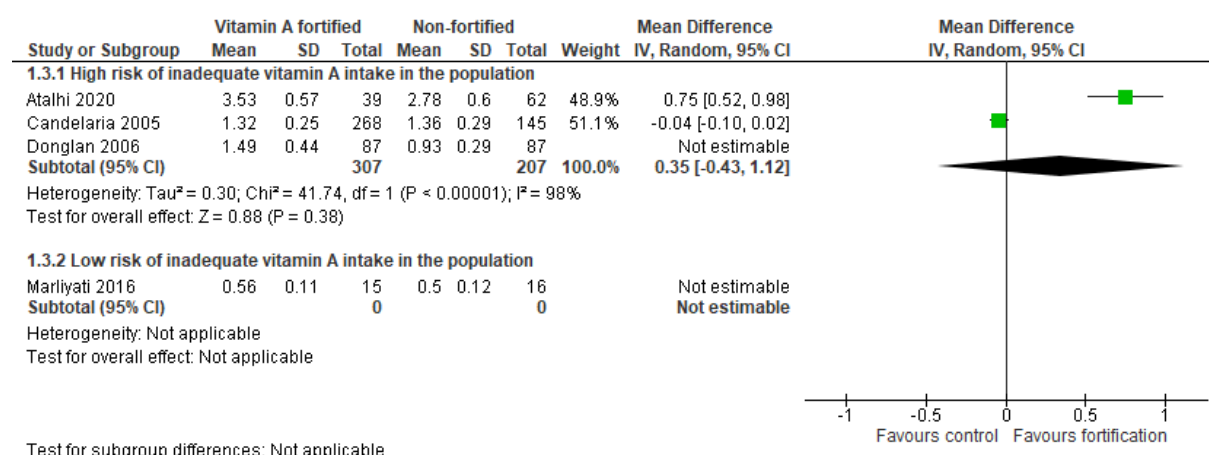 Vitamin A fortified Non-fortified Mean Difference Mean Difference
Study or Subgroup Mean SD Total Mean SD Total Weight IV, Random, 95% CI IV, Random, 95% CI
1.3.1 High risk of inadequate vitamin A intake in the population
Atalhi 2020 3.53 0.57 39 2.78 0.6 62 48.9% 0.75 [0.52, 0.98]
Candelaria 2005 1.32 0.25 268 1.36 0.29 145 51.1% -0.04 [-0.10, 0.02]
Donglan 2006 1.49 0.44 87 0.93 0.29 87 Not estimable
Subtotal (95% CI) 307 207 100.0% 0.35 [-0.43, 1.12]
Heterogeneity: Tau² = 0.30; Chi² = 41.74, df = 1 (P < 0.00001); I² = 98%
Test for overall effect: Z = 0.88 (P = 0.38)
1.3.2 Low risk of inadequate vitamin A intake in the population
Marliyati 2016 0.56 0.11 15 0.5 0.12 16 Not estimable
Subtotal (95% CI) 0 0 Not estimable
Heterogeneity: Not applicable
Test for overall effect: Not applicable
-1 -0.5 0 0.5 1
Favours control Favours fortification
Test for subgroup differences: Not applicable